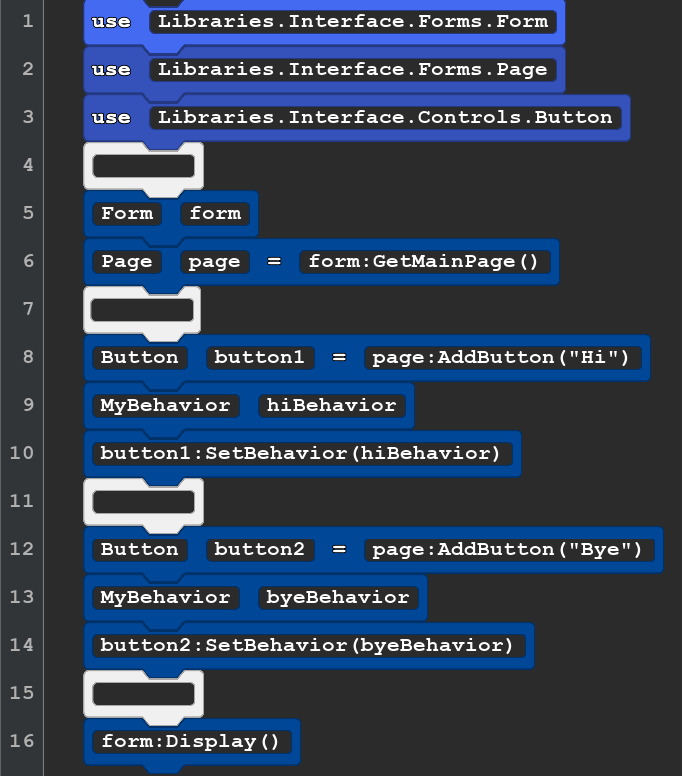 1 use Libraries.Interface.Forms.Form
2 use Libraries.Interface.Forms.Page
3 use Libraries.Interface.Controls.Button
4
5 Form form
6 Page page = form:GetMainPage()
7
8 Button button1 = page:AddButton("Hi")
9 MyBehavior hiBehavior
10 button1:SetBehavior(hiBehavior)
11
12 Button button2 = page:AddButton("Bye")
13 MyBehavior byeBehavior
14 button2:SetBehavior(byeBehavior)
15
16 form:Display()